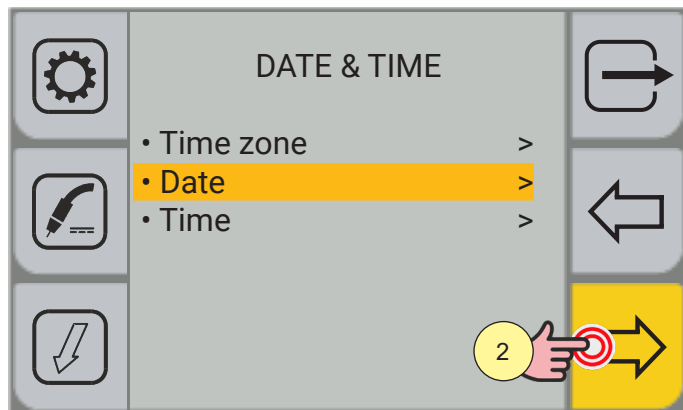 DATE & TIME
• Time zone >
• Date >
• Time >
2